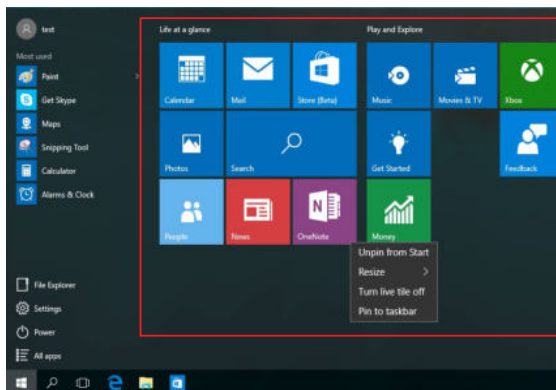 test
Most used
Paint
Get Skype
Maps
Snipping Tool
Calculator
Alarms & Clock
File Explorer
Settings
Power
All apps
Life at a glance
Calendar
Mail
Store (Beta)
Photos
Search
People
News
OneNote
Play and Explore
Music
Movies & TV
Xbox
Get Started
Feedback
Money
Unpin from Start
Resize
Turn live tile off
Pin to taskbar